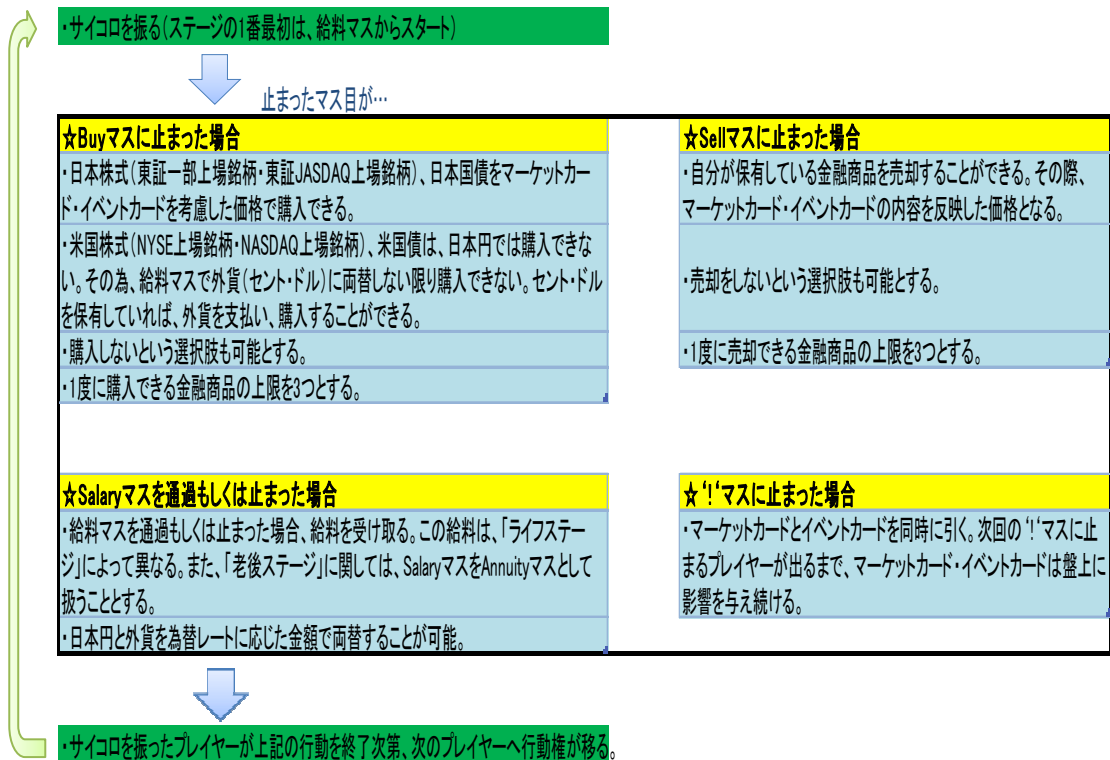 ・サイコロを振る(ステージの1番最初は、給料マスからスタート)
止まったマス目が…
☆Buyマスに止まった場合
・日本株式(東証一部上場銘柄・東証JASDAQ上場銘柄)、日本国債をマーケットカー
ド・イベントカードを考慮した価格で購入できる。
・米国株式(NYSE上場銘柄・NASDAQ上場銘柄)、米国債は、日本円では購入できな
い。その為、給料マスで外貨(セント・ドル)に両替しない限り購入できない。セント・ドル
を保有していれば、外貨を支払い、購入することができる。
・購入しないという選択肢も可能とする。
・1度に購入できる金融商品の上限を3つとする。
☆Sellマスに止まった場合
・自分が保有している金融商品を売却することができる。その際、
マーケットカード・イベントカードの内容を反映した価格となる。
・売却をしないという選択肢も可能とする。
・1度に売却できる金融商品の上限を3つとする。
☆Salaryマスを通過もしくは止まった場合
・給料マスを通過もしくは止まった場合、給料を受け取る。この給料は、「ライフステー
ジ」によって異なる。また、「老後ステージ」に関しては、SalaryマスをAnnuityマスとして
扱うこととする。
・日本円と外貨を為替レートに応じた金額で両替することが可能。
☆‘!‘マスに止まった場合
・マーケットカードとイベントカードを同時に引く。次回の‘!‘マスに止
まるプレイヤーが出るまで、マーケットカード・イベントカードは盤上に
影響を与え続ける。
・サイコロを振ったプレイヤーが上記の行動を終了次第、次のプレイヤーへ行動権が移る。